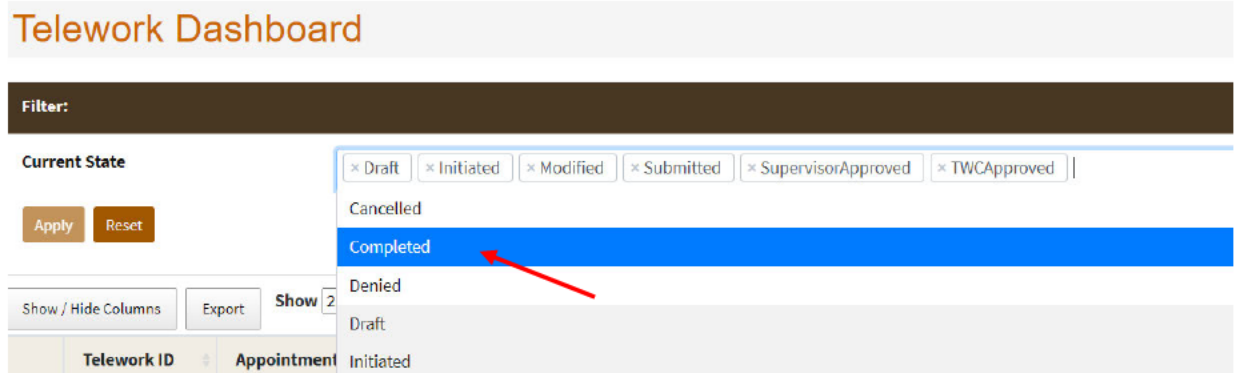 Telework Dashboard
Filter:
Current State
× Draft × Initiated × Modified × Submitted × SupervisorApproved × TWCApproved
Cancelled
Apply Reset
Completed
Denied
Show / Hide Columns Export Show 2
Draft
Telework ID Appointment
Initiated